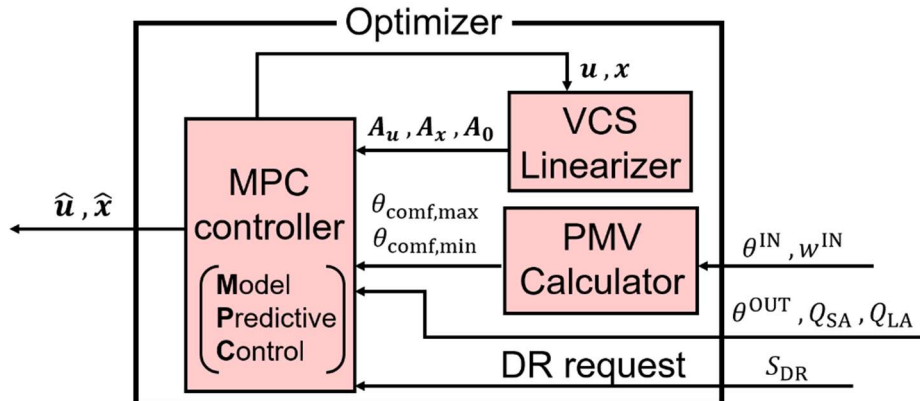 Optimizer
u , x
A_u , A_x , A_0
VCS
Linearizer
MPC
controller
û , x̂
θ_comf,max
θ_comf,min
PMV
Calculator
θ^IN , w^IN
Model
Predictive
Control
θ^OUT , Q_SA , Q_LA
DR request
S_DR